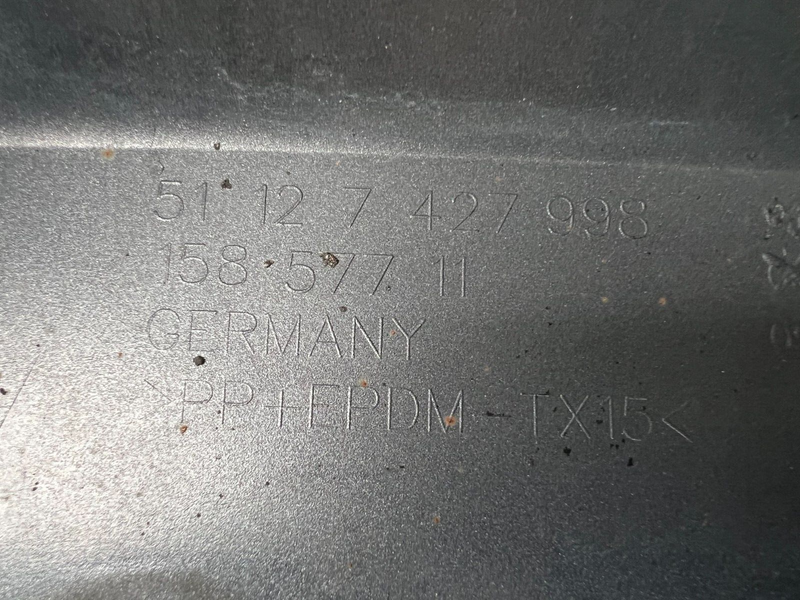 51 12 7 427 998
158 577 11
GERMANY
>PP+EPDM-TX15<